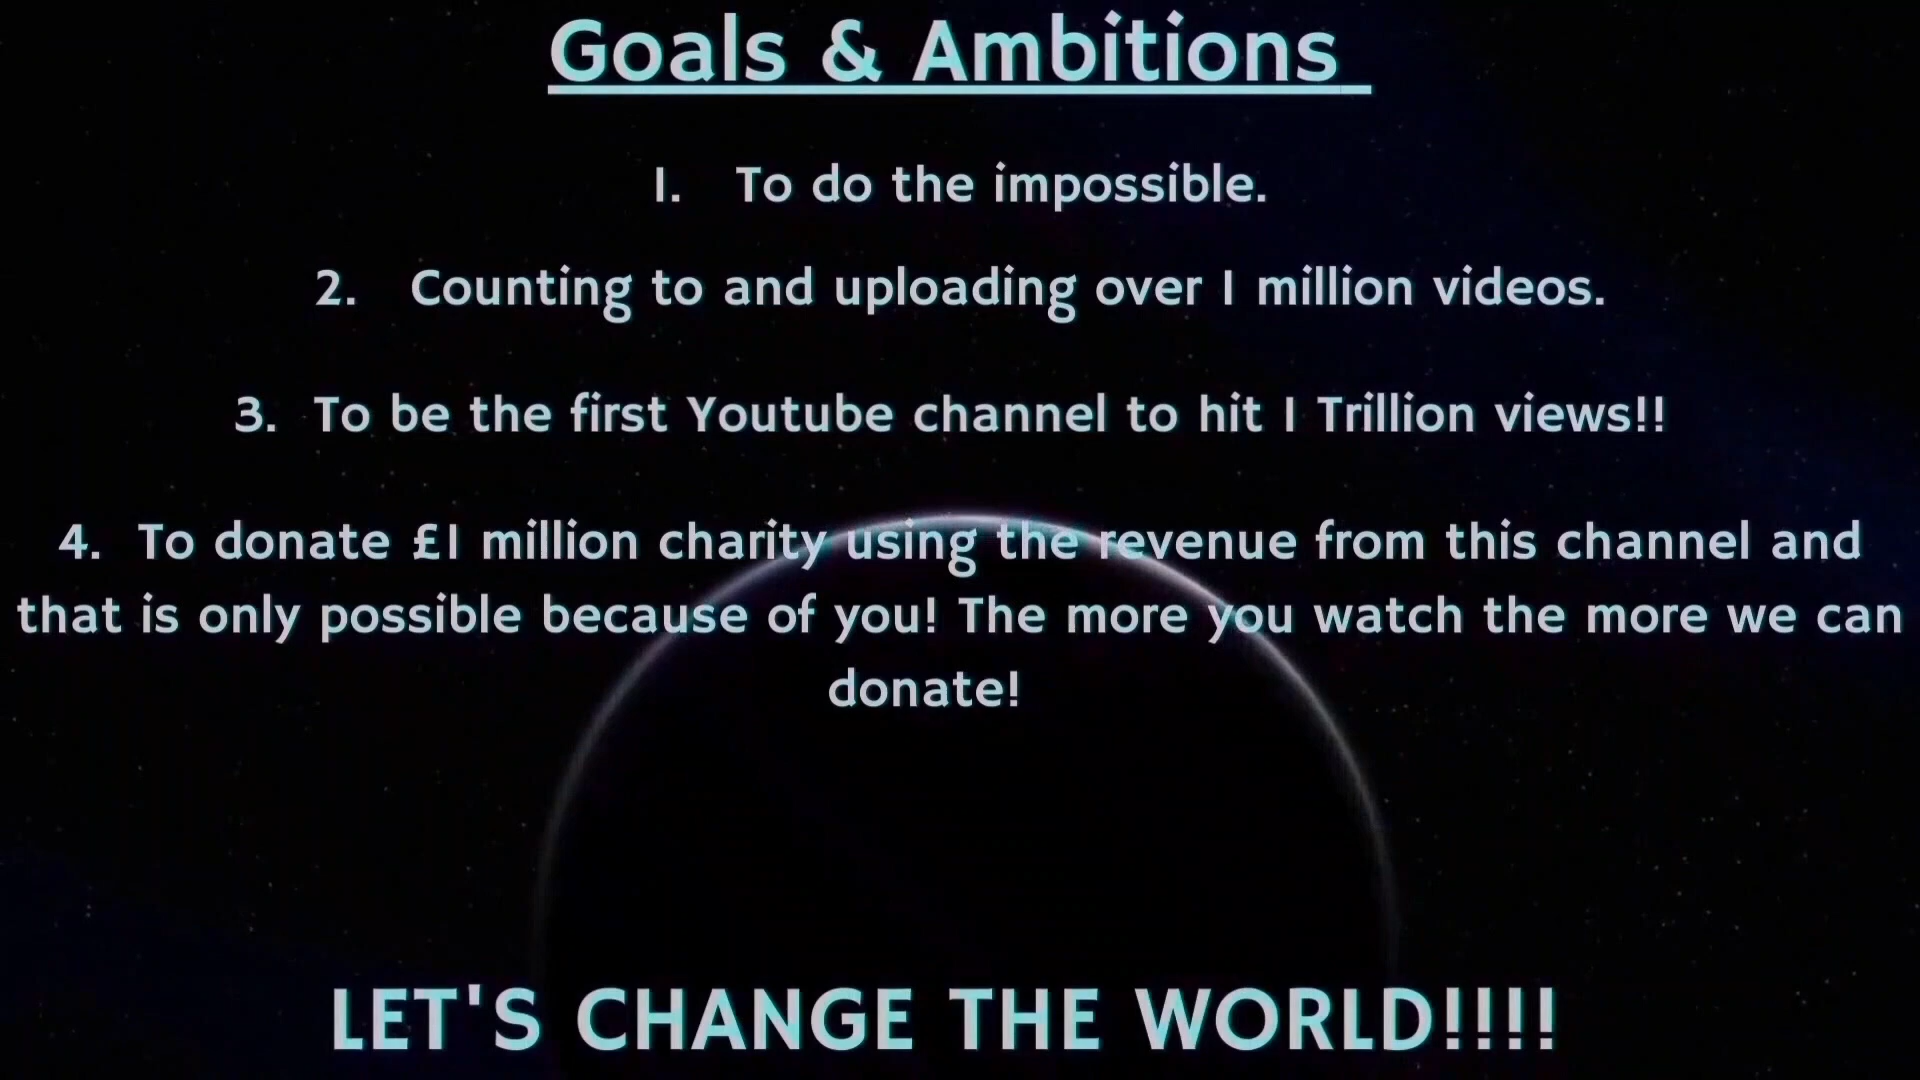 Goals & Ambitions
1. To do the impossible.
2. Counting to and uploading over 1 million videos.
3. To be the first Youtube channel to hit 1 Trillion views!!
4. To donate £1 million charity using the revenue from this channel and
that is only possible because of you! The more you watch the more we can
donate!
LET'S CHANGE THE WORLD!!!!